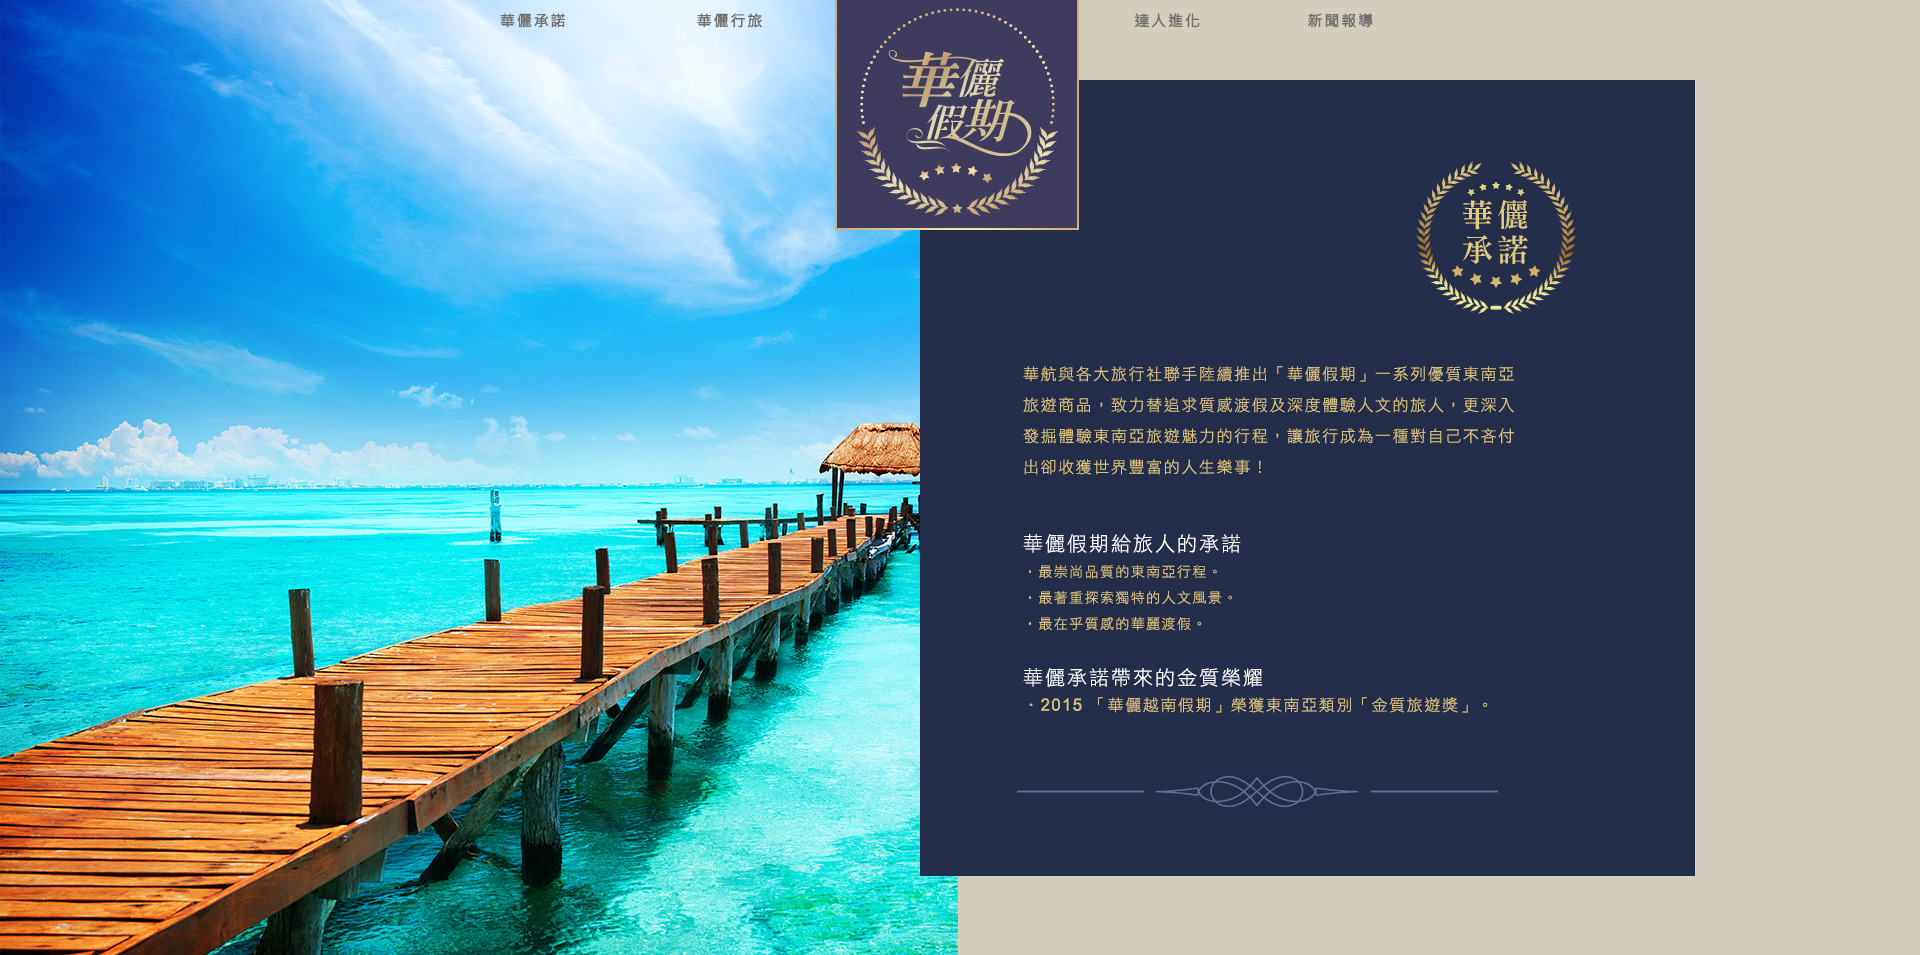 華儷承諾
華儷行旅
華儷
假期
達人進化
新聞報導
華儷
承諾
華航與各大旅行社聯手陸續推出「華儷假期」一系列優質東南亞
旅遊商品，致力替追求質感渡假及深度體驗人文的旅人，更深入
發掘體驗東南亞旅遊魅力的行程，讓旅行成為一種對自己不吝付
出卻收獲世界豐富的人生樂事！
華儷假期給旅人的承諾
・最崇尚品質的東南亞行程。
・最著重探索獨特的人文風景。
・最在乎質感的華麗渡假。
華儷承諾帶來的金質榮耀
・2015 「華儷越南假期」榮獲東南亞類別「金質旅遊獎」。